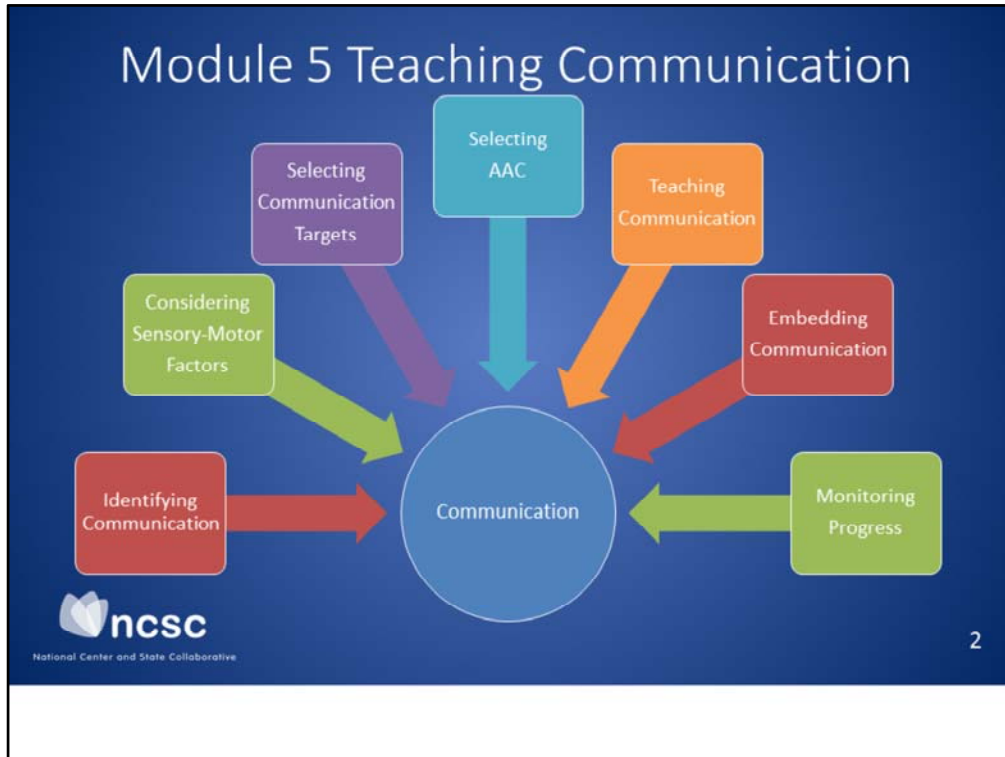 Module 5 Teaching Communication
Identifying
Communication
Considering
Sensory-Motor
Factors
Selecting
Communication
Targets
Selecting
AAC
Teaching
Communication
Embedding
Communication
Monitoring
Progress
Communication
ncsc
National Center and State Collaborative
2